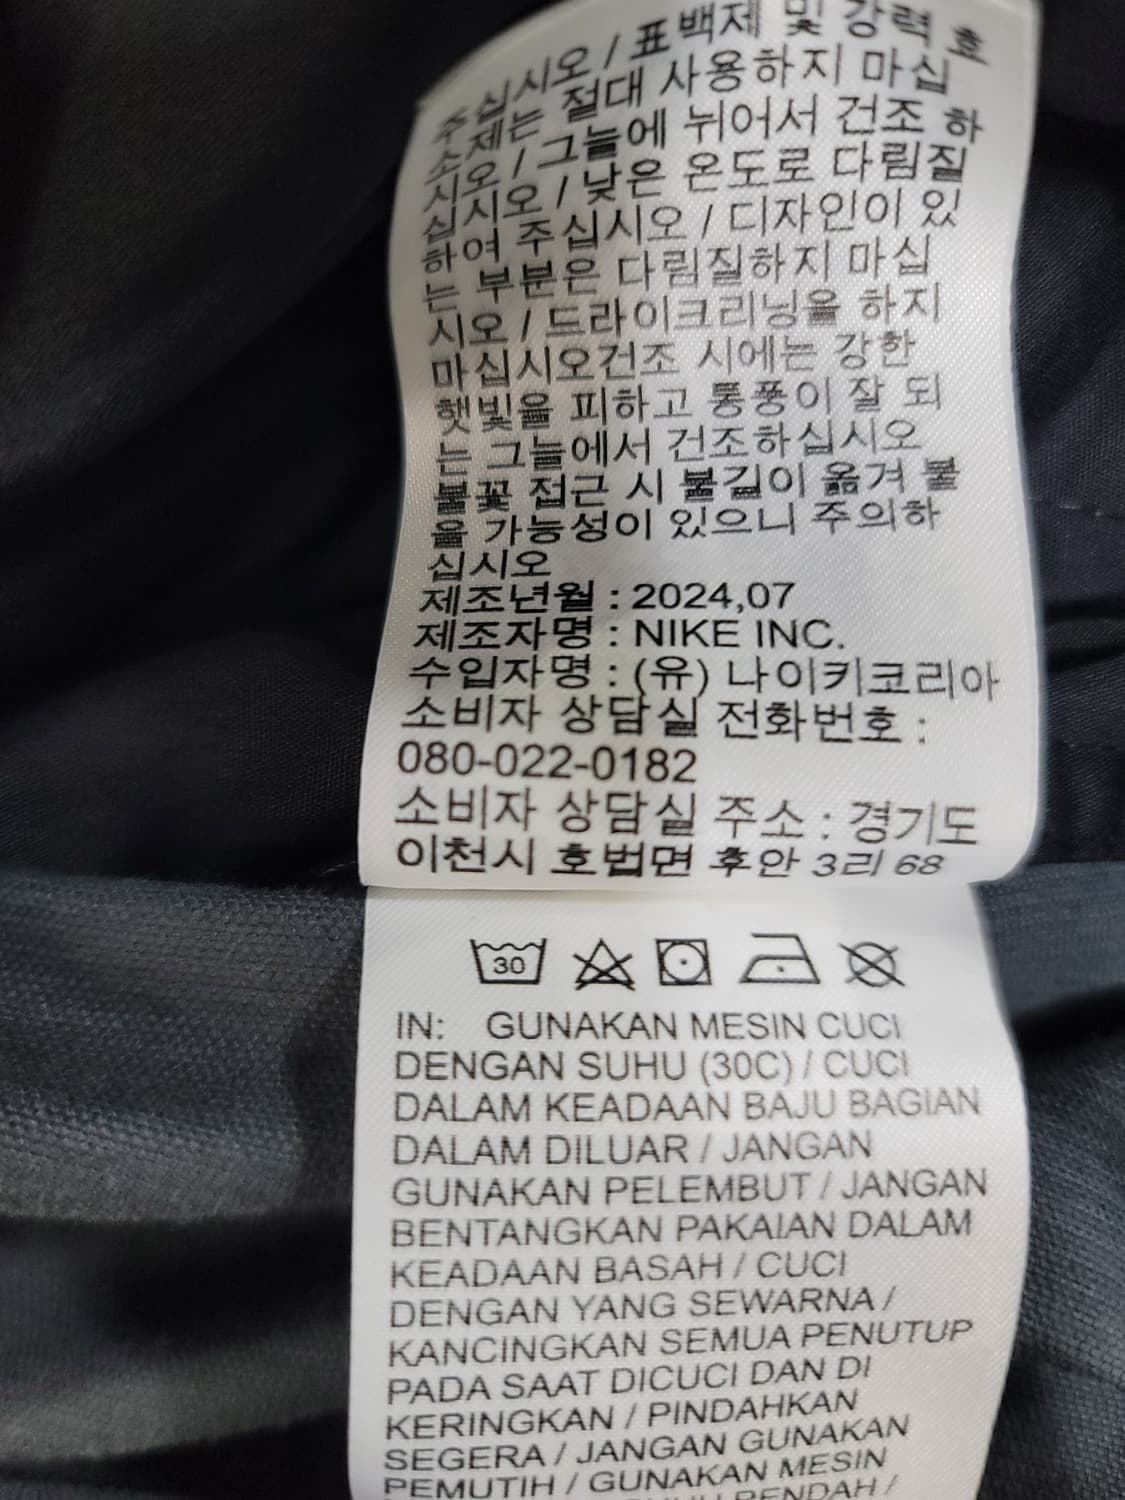 주십시오 / 표백제 및 강력 효
소제는 절대 사용하지 마십
시오 / 그늘에 뉘어서 건조 하
십시오 / 낮은 온도로 다림질
하여 주십시오 / 디자인이 있
는 부분은 다림질하지 마십
시오 / 드라이크리닝을 하지
마십시오건조 시에는 강한
햇빛을 피하고 통풍이 잘 되
는 그늘에서 건조하십시오
불꽃 접근 시 불길이 옮겨 붙
을 가능성이 있으니 주의하
십시오
제조년월 : 2024,07
제조자명 : NIKE INC.
수입자명 : (유) 나이키코리아
소비자 상담실 전화번호 :
080-022-0182
소비자 상담실 주소 : 경기도
이천시 호법면 후안 3리 68
30
IN: GUNAKAN MESIN CUCI
DENGAN SUHU (30C) / CUCI
DALAM KEADAAN BAJU BAGIAN
DALAM DILUAR / JANGAN
GUNAKAN PELEMBUT / JANGAN
BENTANGKAN PAKAIAN DALAM
KEADAAN BASAH / CUCI
DENGAN YANG SEWARNA /
KANCINGKAN SEMUA PENUTUP
PADA SAAT DICUCI DAN DI
KERINGKAN / PINDAHKAN
SEGERA / JANGAN GUNAKAN
PEMUTIH / GUNAKAN MESIN
RENDAH /